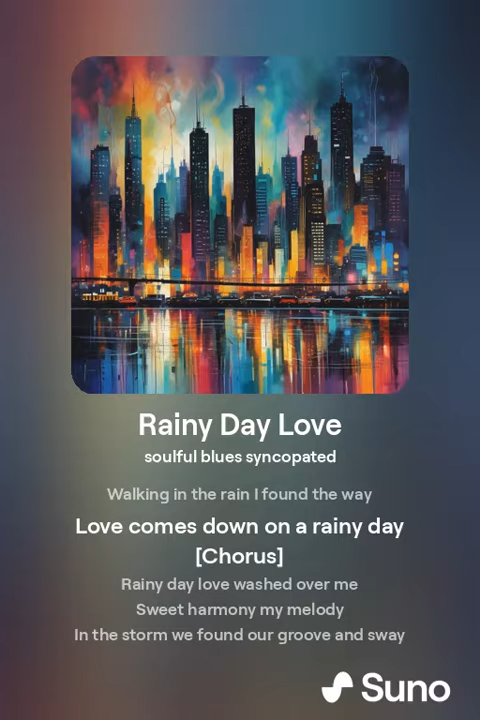 Rainy Day Love
soulful blues syncopated
Walking in the rain I found the way
Love comes down on a rainy day
[Chorus]
Rainy day love washed over me
Sweet harmony my melody
In the storm we found our groove and sway
Suno